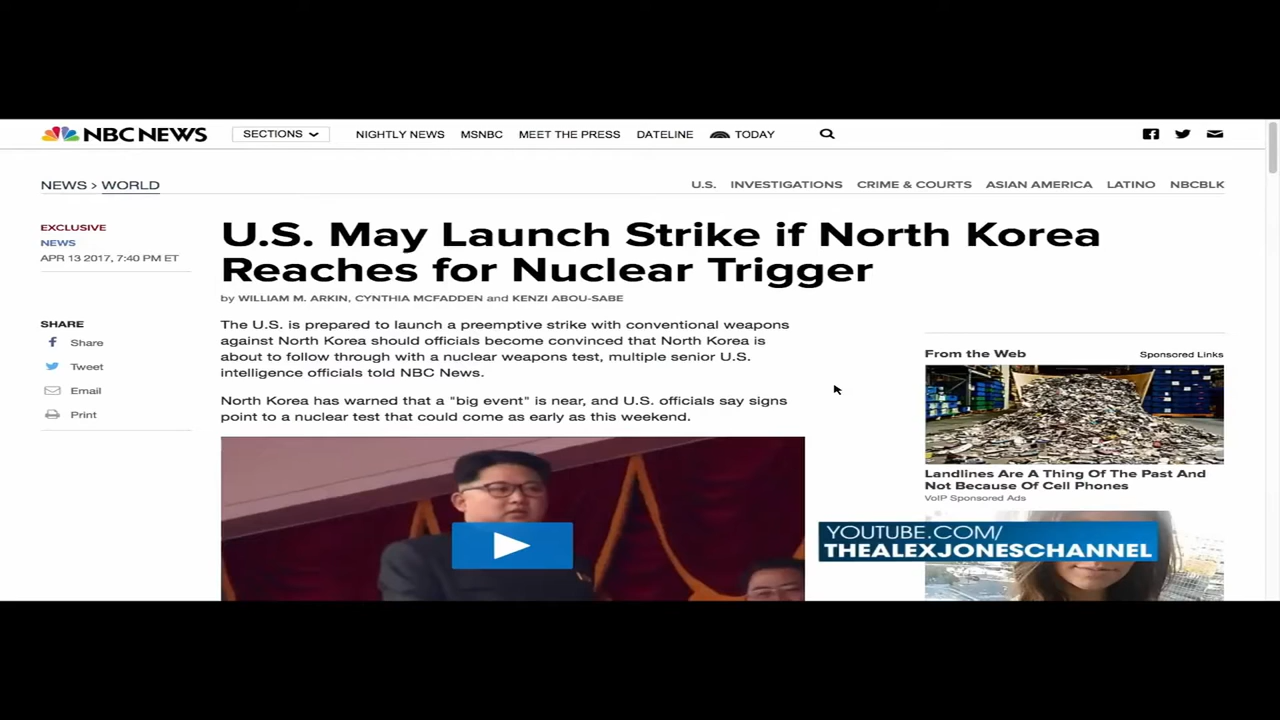 NBC NEWS
SECTIONS
NIGHTLY NEWS
MSNBC
MEET THE PRESS
DATELINE
TODAY
NEWS > WORLD
U.S.
INVESTIGATIONS
CRIME & COURTS
ASIAN AMERICA
LATINO
NBCBLK
EXCLUSIVE
NEWS
APR 13 2017, 7:40 PM ET
U.S. May Launch Strike if North Korea
Reaches for Nuclear Trigger
by WILLIAM M. ARKIN, CYNTHIA MCFADDEN and KENZI ABOU-SABE
SHARE
Share
Tweet
Email
Print
The U.S. is prepared to launch a preemptive strike with conventional weapons
against North Korea should officials become convinced that North Korea is
about to follow through with a nuclear weapons test, multiple senior U.S.
intelligence officials told NBC News.
North Korea has warned that a "big event" is near, and U.S. officials say signs
point to a nuclear test that could come as early as this weekend.
From the Web
Sponsored Links
Landlines Are A Thing Of The Past And
Not Because Of Cell Phones
VoIP Sponsored Ads
YOUTUBE.COM/
THEALEXJONESCHANNEL